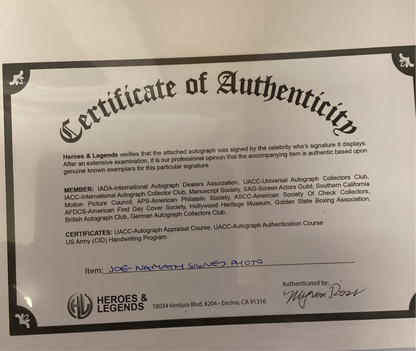 Certificate of Authenticity
Heroes & Legends verifies that the attached autograph was signed by the celebrity who's signature it displays.
After an extensive examination, it is our professional opinion that the accompanying item is authentic based upon
genuine known exemplars for this particular signature.
MEMBER: IADA-International Autograph Dealers Association, UACC-Universal Autograph Collectors Club,
IACC-International Autograph Collector Club, Manuscript Society, SAG-Screen Actors Guild, Southern California
Motion Picture Council, APS-American Philatelic Society, ASCC-American Society Of Check Collectors,
AFDCS-American First Day Cover Society, Hollywood Heritage Museum, Golden State Boxing Association,
British Autograph Club, German Autograph Collectors Club.
CERTIFICATES: UACC-Autograph Appraisal Course, UACC-Autograph Authentication Course
US Army (CID) Handwriting Program
Item: JOE NAMATH SIGNED PHOTO
HL HEROES &
LEGENDS 18034 Ventura Blvd. #204 • Encino, CA 91316
Authenticated by:
Myron Ross